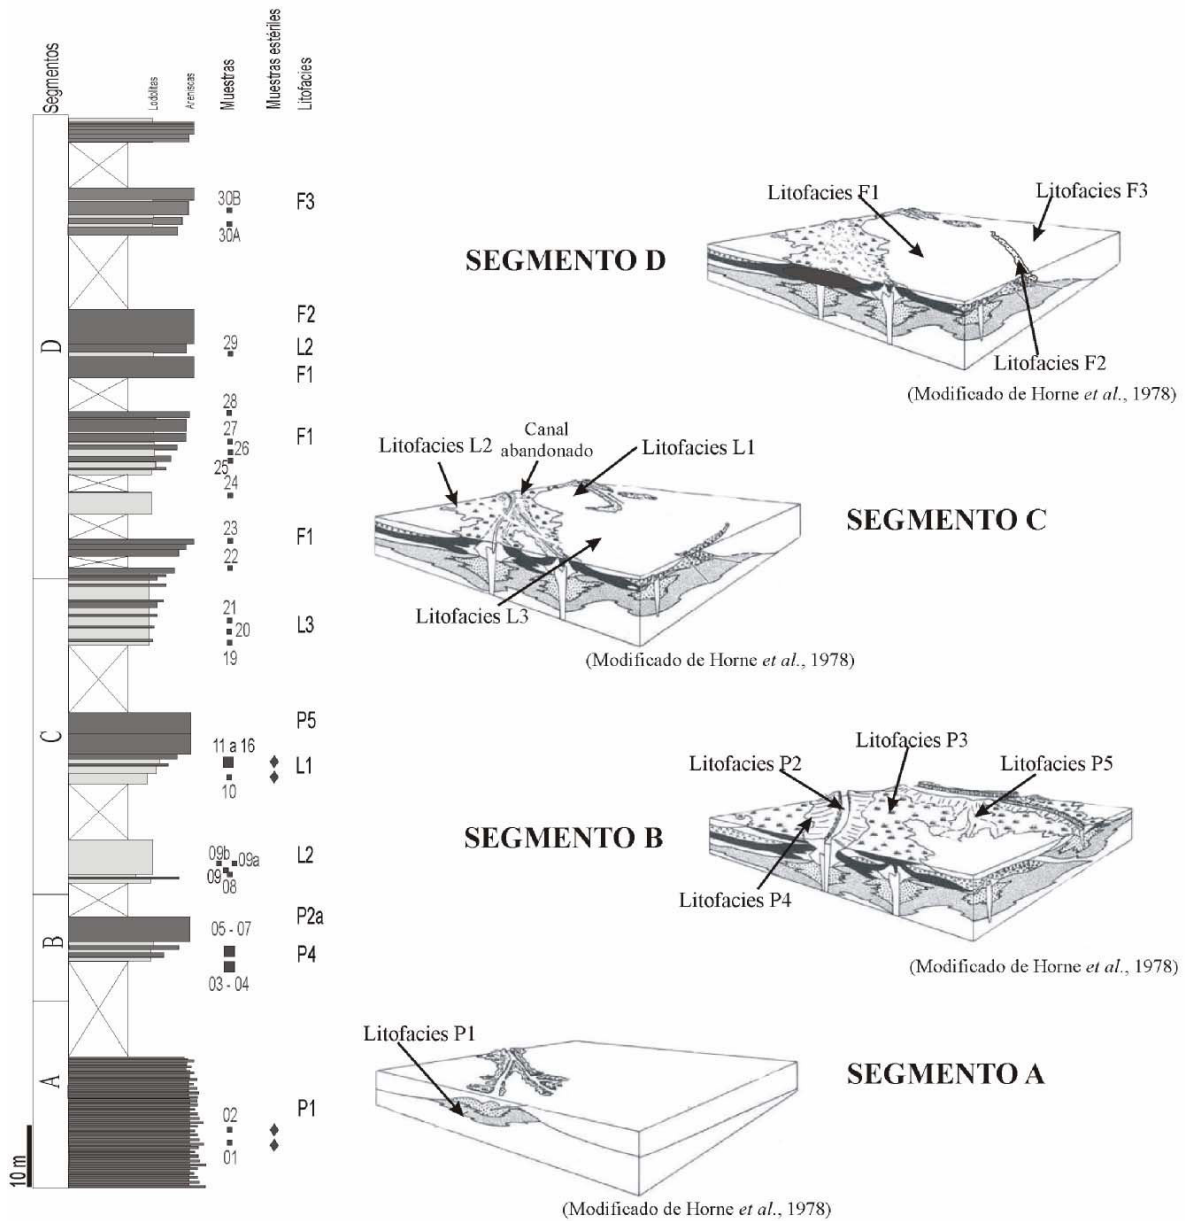 Segmentos
Lodolitas
Areniscas
Muestras
Muestras estériles
Litofacies
30B
F3
30A
D
F2
29
L2
F1
28
27
F1
26
25
24
23
F1
22
21
20
L3
19
C
P5
11 a 16
L1
10
09b
09a
L2
09
08
B
P2a
05 - 07
P4
03 - 04
A
02
P1
01
10 m
SEGMENTO D
Litofacies F1
Litofacies F3
Litofacies F2
(Modificado de Horne et al., 1978)
Litofacies L2
Canal
abandonado
Litofacies L1
SEGMENTO C
Litofacies L3
(Modificado de Horne et al., 1978)
SEGMENTO B
Litofacies P2
Litofacies P3
Litofacies P5
Litofacies P4
(Modificado de Horne et al., 1978)
Litofacies P1
SEGMENTO A
(Modificado de Horne et al., 1978)